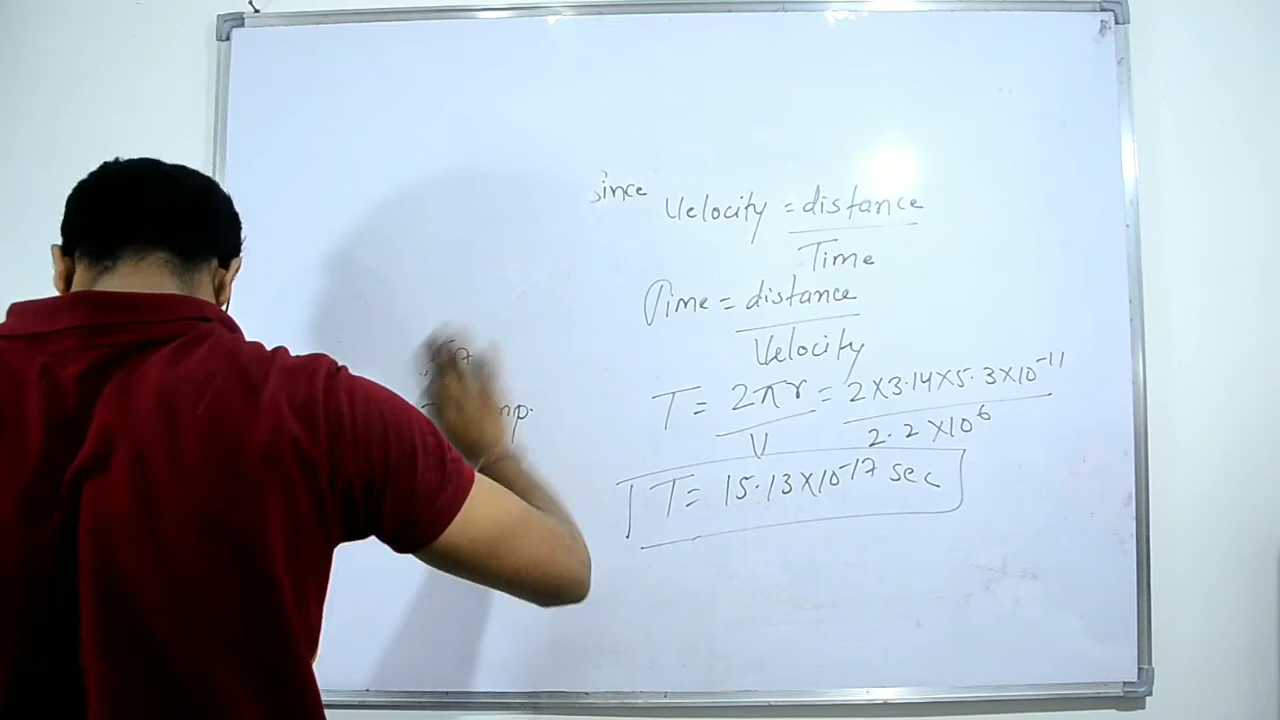 Since Velocity = distance
Time
Time = distance
Velocity
T = 2πr = 2×3.14×5.3×10⁻¹¹
V 2.2×10⁶
T = 15.13×10⁻¹⁷ sec